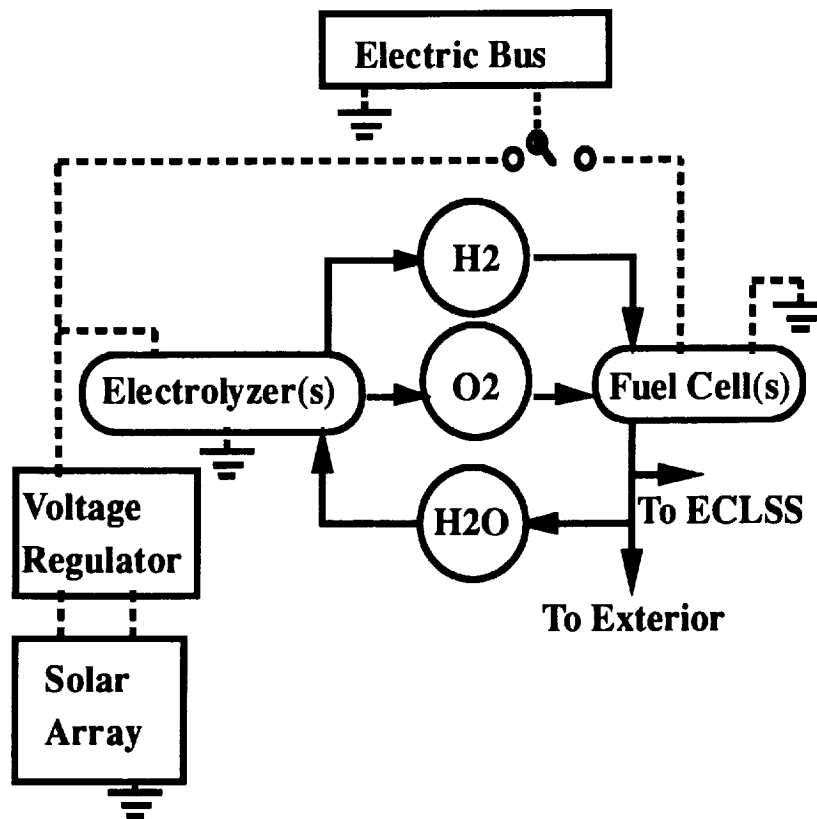 Electric Bus
H2
Electrolyzer(s)
O2
Fuel Cell(s)
Voltage
Regulator
H2O
To ECLSS
To Exterior
Solar
Array